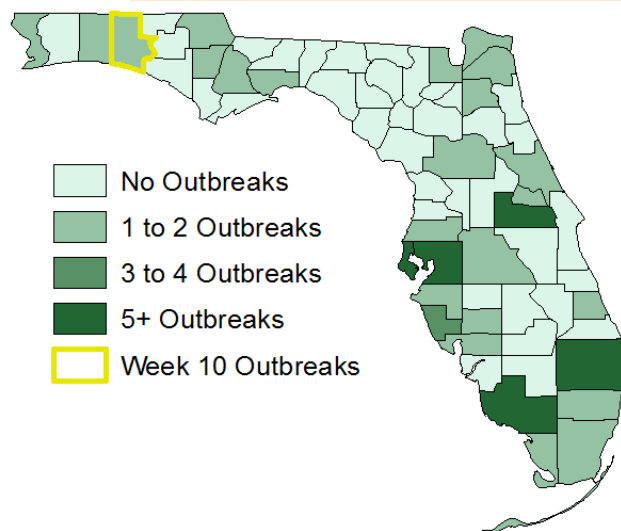 No Outbreaks
1 to 2 Outbreaks
3 to 4 Outbreaks
5+ Outbreaks
Week 10 Outbreaks